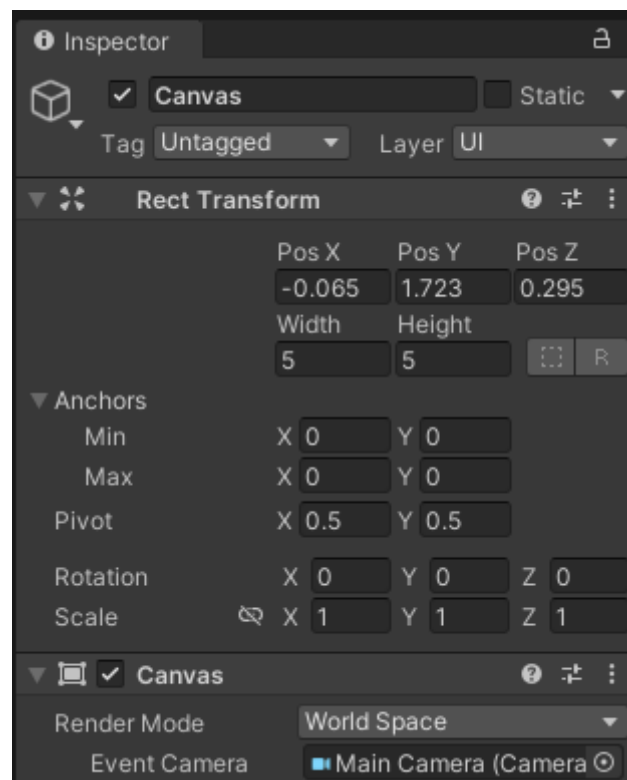 Inspector
Canvas Static
Tag Untagged Layer UI
Rect Transform
Pos X Pos Y Pos Z
-0.065 1.723 0.295
Width Height
5 5 R
Anchors
Min X 0 Y 0
Max X 0 Y 0
Pivot X 0.5 Y 0.5
Rotation X 0 Y 0 Z 0
Scale X 1 Y 1 Z 1
Canvas
Render Mode World Space
Event Camera Main Camera (Camera